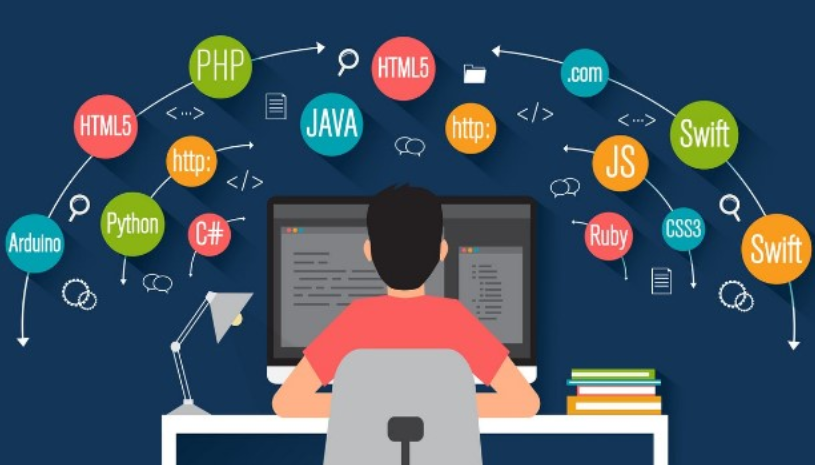 PHP
HTML5
.com
HTML5
JAVA
http:
Swift
http:
JS
Arduino
Python
C#
Ruby
CSS3
Swift